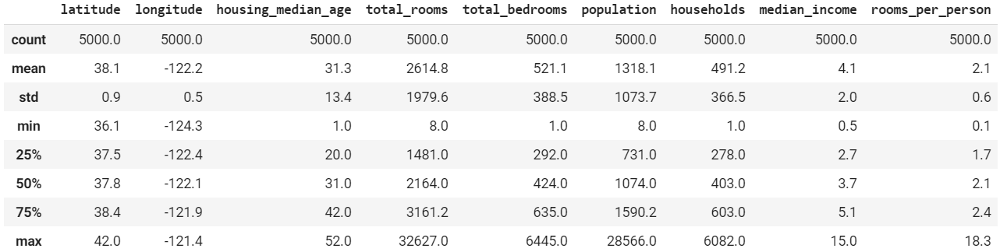 latitude longitude housing_median_age total_rooms total_bedrooms population households median_income rooms_per_person
count 5000.0 5000.0 5000.0 5000.0 5000.0 5000.0 5000.0 5000.0 5000.0
mean 38.1 -122.2 31.3 2614.8 521.1 1318.1 491.2 4.1 2.1
std 0.9 0.5 13.4 1979.6 388.5 1073.7 366.5 2.0 0.6
min 36.1 -124.3 1.0 8.0 1.0 8.0 1.0 0.5 0.1
25% 37.5 -122.4 20.0 1481.0 292.0 731.0 278.0 2.7 1.7
50% 37.8 -122.1 31.0 2164.0 424.0 1074.0 403.0 3.7 2.1
75% 38.4 -121.9 42.0 3161.2 635.0 1590.2 603.0 5.1 2.4
max 42.0 -121.4 52.0 32627.0 6445.0 28566.0 6082.0 15.0 18.3